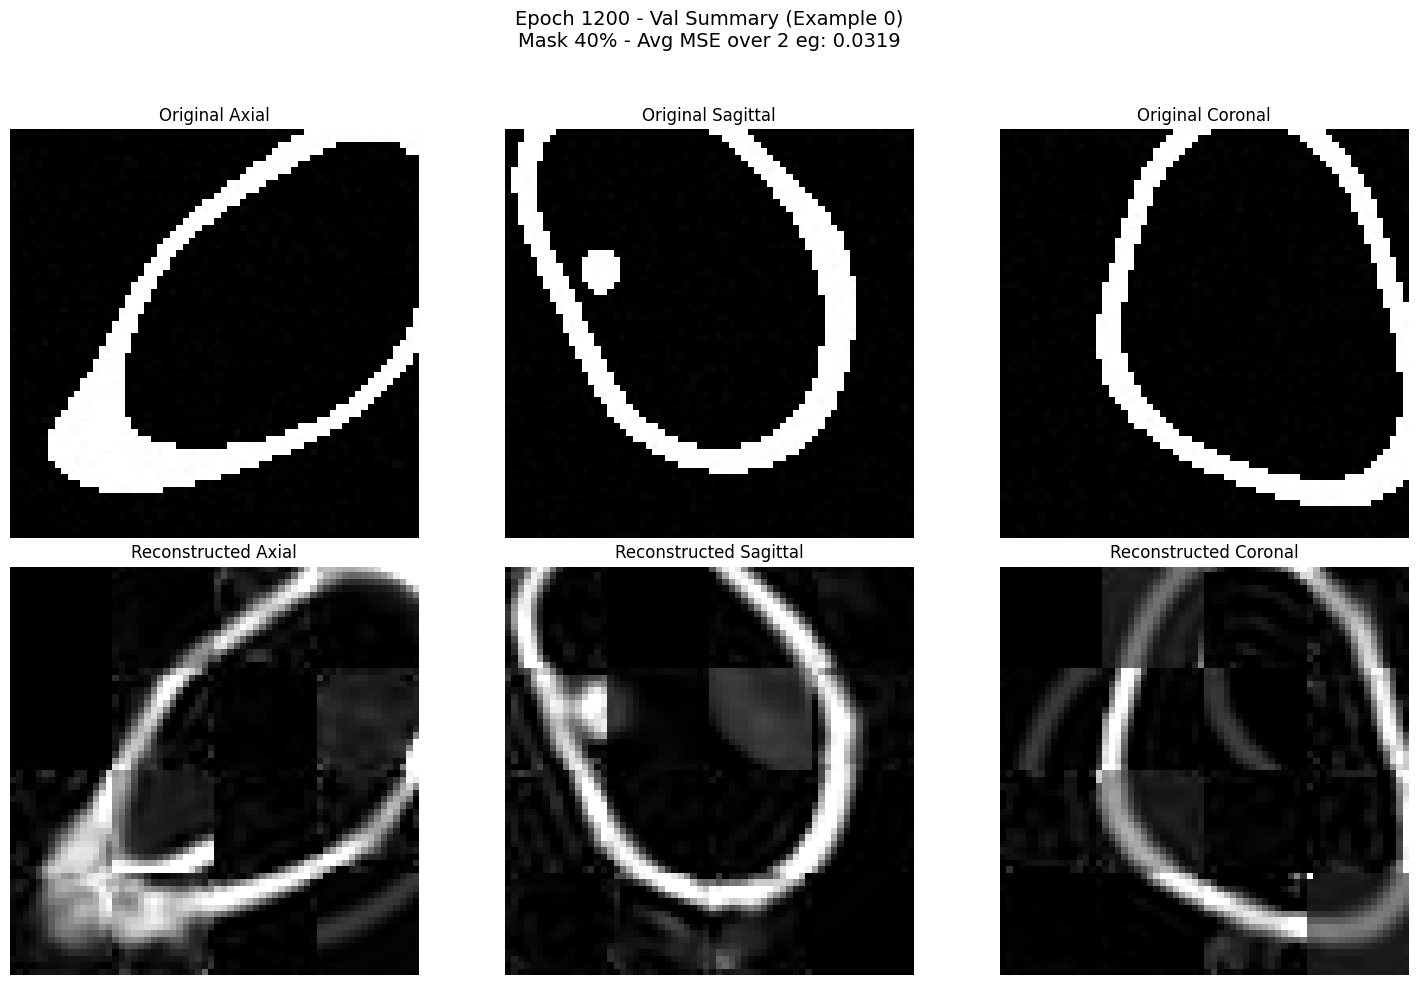 Epoch 1200 - Val Summary (Example 0)
Mask 40% - Avg MSE over 2 eg: 0.0319
Original Axial
Original Sagittal
Original Coronal
Reconstructed Axial
Reconstructed Sagittal
Reconstructed Coronal